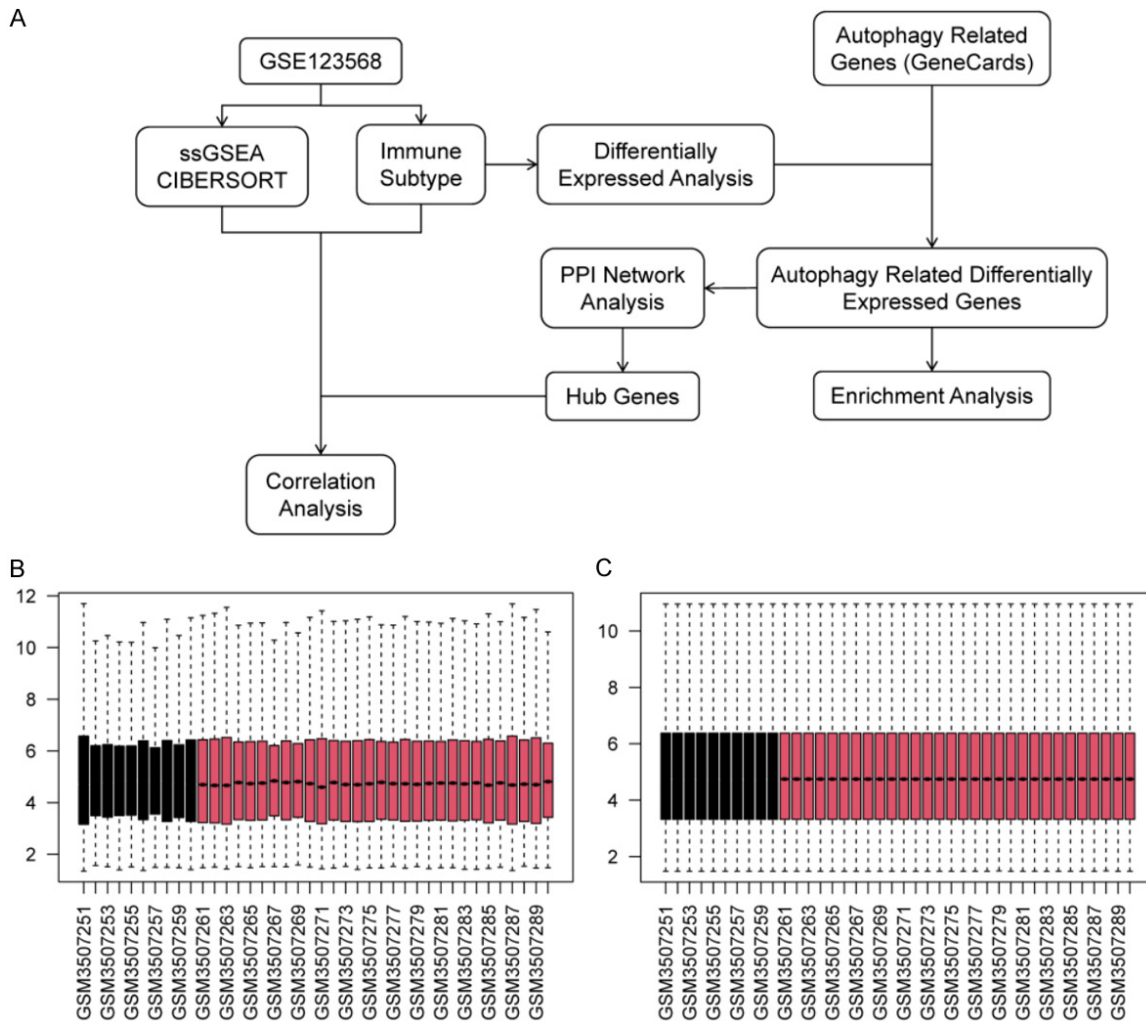 A
GSE123568
Autophagy Related
Genes (GeneCards)
ssGSEA
CIBERSORT
Immune
Subtype
Differentially
Expressed Analysis
PPI Network
Analysis
Autophagy Related Differentially
Expressed Genes
Hub Genes
Enrichment Analysis
Correlation
Analysis
B
12
10
8
6
4
2
GSM3507251
GSM3507253
GSM3507255
GSM3507257
GSM3507259
GSM3507261
GSM3507263
GSM3507265
GSM3507267
GSM3507269
GSM3507271
GSM3507273
GSM3507275
GSM3507277
GSM3507279
GSM3507281
GSM3507283
GSM3507285
GSM3507287
GSM3507289
C
10
8
6
4
2
GSM3507251
GSM3507253
GSM3507255
GSM3507257
GSM3507259
GSM3507261
GSM3507263
GSM3507265
GSM3507267
GSM3507269
GSM3507271
GSM3507273
GSM3507275
GSM3507277
GSM3507279
GSM3507281
GSM3507283
GSM3507285
GSM3507287
GSM3507289